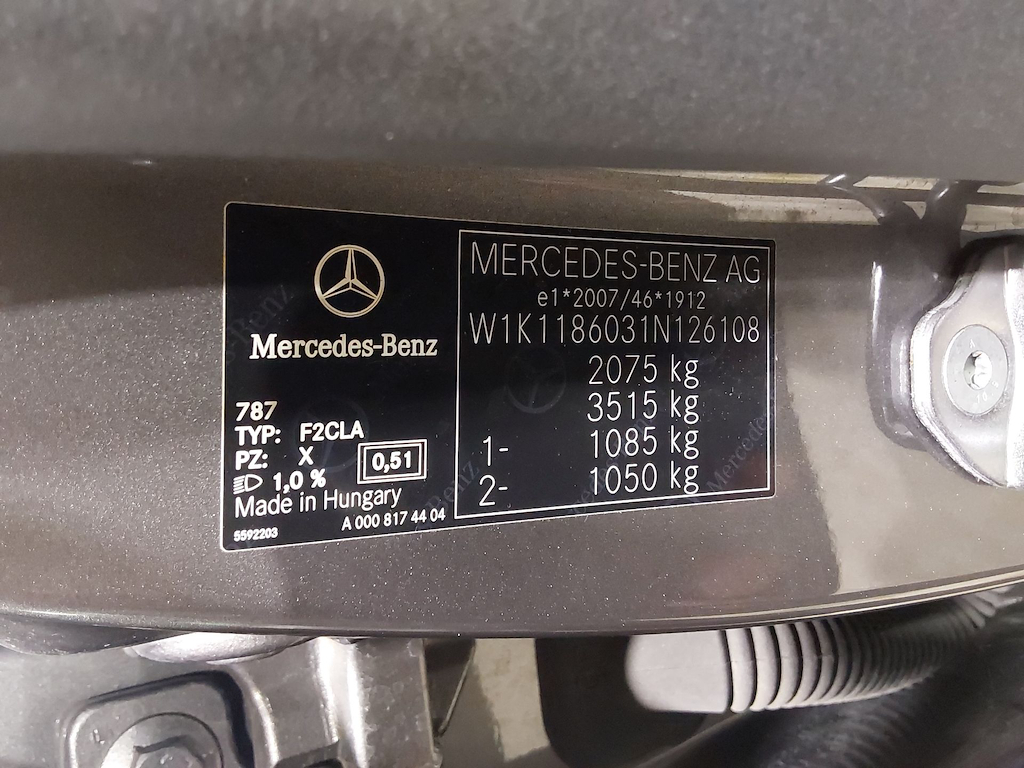 Mercedes-Benz
787
TYP: F2CLA
PZ: X
1,0 %
0,51
Made in Hungary
5592203
A 000 817 44 04
MERCEDES-BENZ AG
e1*2007/46*1912
W1K1186031N126108
2075 kg
3515 kg
1- 1085 kg
2- 1050 kg